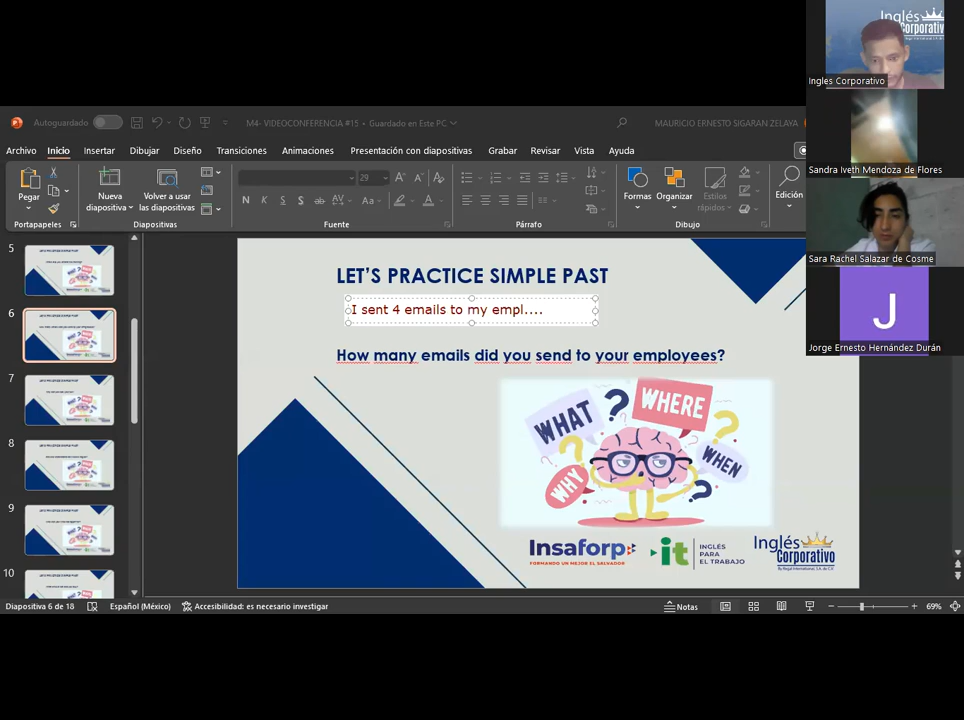 Inglés
Corporativo
Ingles Corporativo
Sandra Iveth Mendoza de Flores
Sara Rachel Salazar de Cosme
J
Jorge Ernesto Hernández Durán
Autoguardado
M4- VIDEOCONFERENCIA #15 • Guardado en Este PC
MAURICIO ERNESTO SIGARAN ZELAYA
Archivo Inicio Insertar Dibujar Diseño Transiciones Animaciones Presentación con diapositivas Grabar Revisar Vista Ayuda
Pegar
Nueva diapositiva
Volver a usar las diapositivas
29
N K S S ab AV Aa A
Formas
Organizar
Estilos rápidos
Edición
Portapapeles
Diapositivas
Fuente
Párrafo
Dibujo
5
6
7
8
9
10
LET'S PRACTICE SIMPLE PAST
I sent 4 emails to my empl....
How many emails did you send to your employees?
WHAT
WHERE
WHY
WHEN
Insaforp
FORMANDO UN MEJOR EL SALVADOR
it
INGLÉS
PARA
EL TRABAJO
Inglés
Corporativo
Diapositiva 6 de 18
Español (México)
Accesibilidad: es necesario investigar
Notas
69%